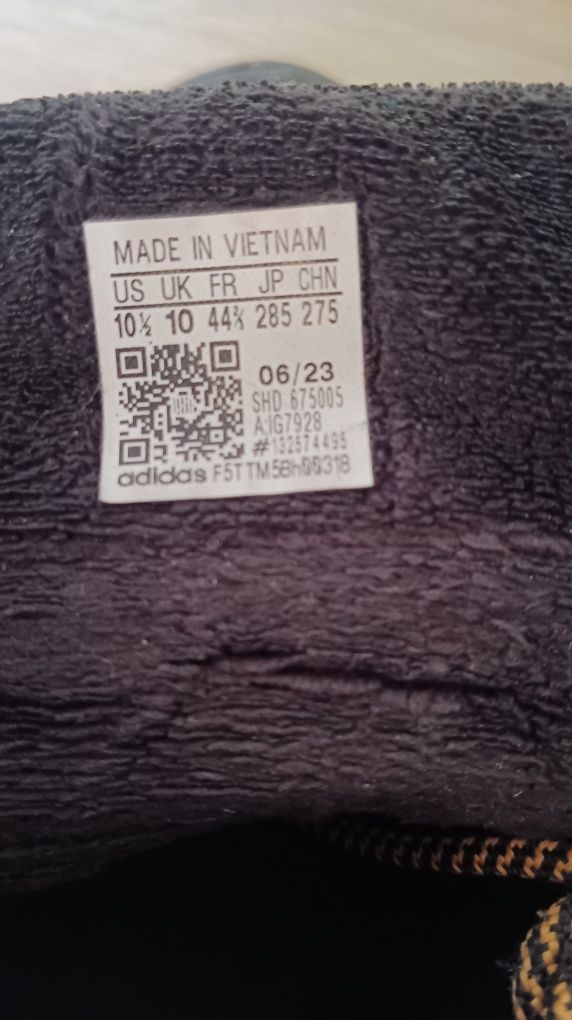 MADE IN VIETNAM
US UK FR JP CHN
10½ 10 44⅔ 285 275
06/23
SHD 675005
A:IG7928
#132574495
adidas F5TTM5Bh00318